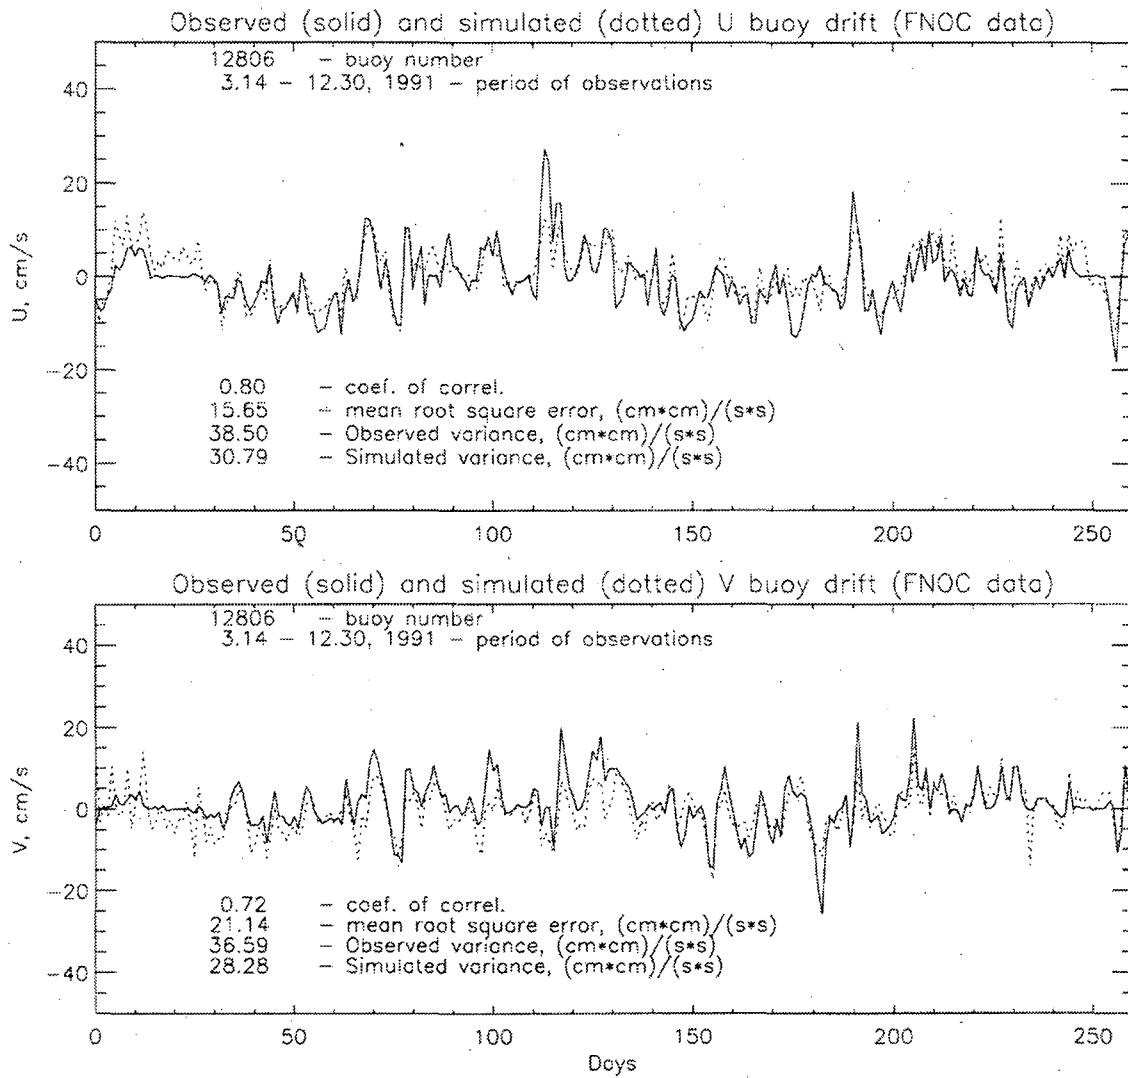 Observed (solid) and simulated (dotted) U buoy drift (FNOC data)
12806 – buoy number
3.14 – 12.30, 1991 – period of observations
40
20
0
−20
−40
U, cm/s
0.80 – coef. of correl.
15.65 – mean root square error, (cm*cm)/(s*s)
38.50 – Observed variance, (cm*cm)/(s*s)
30.79 – Simulated variance, (cm*cm)/(s*s)
0 50 100 150 200 250
Observed (solid) and simulated (dotted) V buoy drift (FNOC data)
12806 – buoy number
3.14 – 12.30, 1991 – period of observations
40
20
0
−20
−40
V, cm/s
0.72 – coef. of correl.
21.14 – mean root square error, (cm*cm)/(s*s)
36.59 – Observed variance, (cm*cm)/(s*s)
28.28 – Simulated variance, (cm*cm)/(s*s)
0 50 100 150 200 250
Days